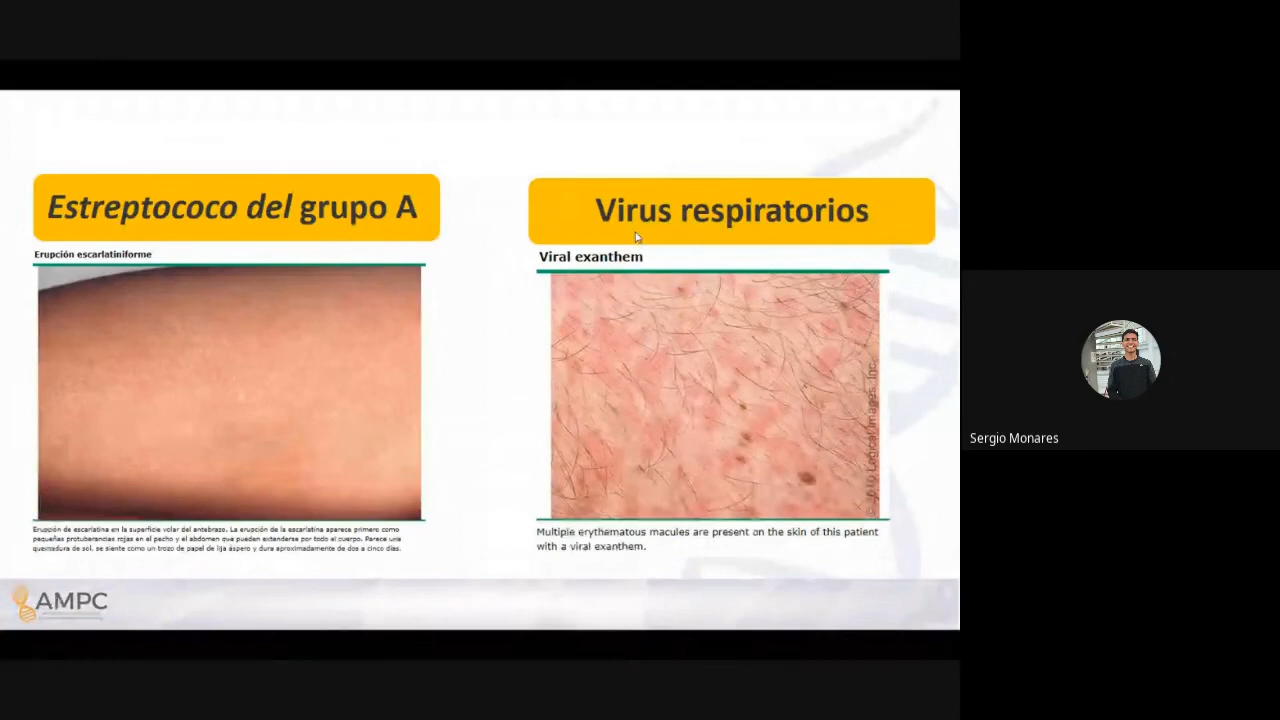 Estreptococo del grupo A
Erupción escarlatiniforme
Erupción de escarlatina en la superficie volar del antebrazo. La erupción de la escarlatina aparece primero como
pequeñas protuberancias rojas en el pecho y el abdomen que pueden extenderse por todo el cuerpo. Parece una
quemadura de sol, se siente como un trozo de papel de lija áspero y dura aproximadamente de dos a cinco días.
Virus respiratorios
Viral exanthem
Logical Images, Inc.
Multiple erythematous macules are present on the skin of this patient
with a viral exanthem.
AMPC
Sergio Monares